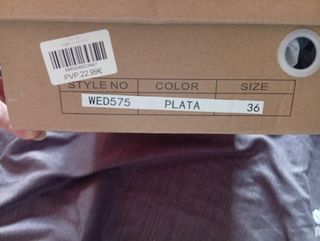 PVP:22.99€
STYLE NO COLOR SIZE
WED575 PLATA 36